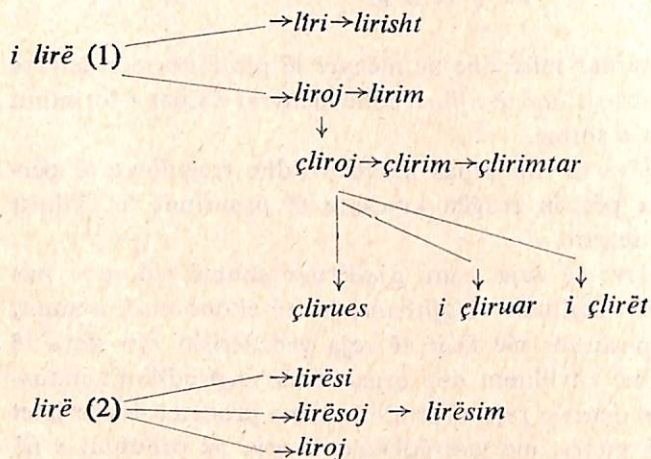 →liri→lirisht
i lirë (1)
→liroj→lirim
↓
çliroj→çlirim→çlirimtar
çlirues i çliruar i çlirët
→lirësi
lirë (2) →lirësoj → lirësim
→liroj